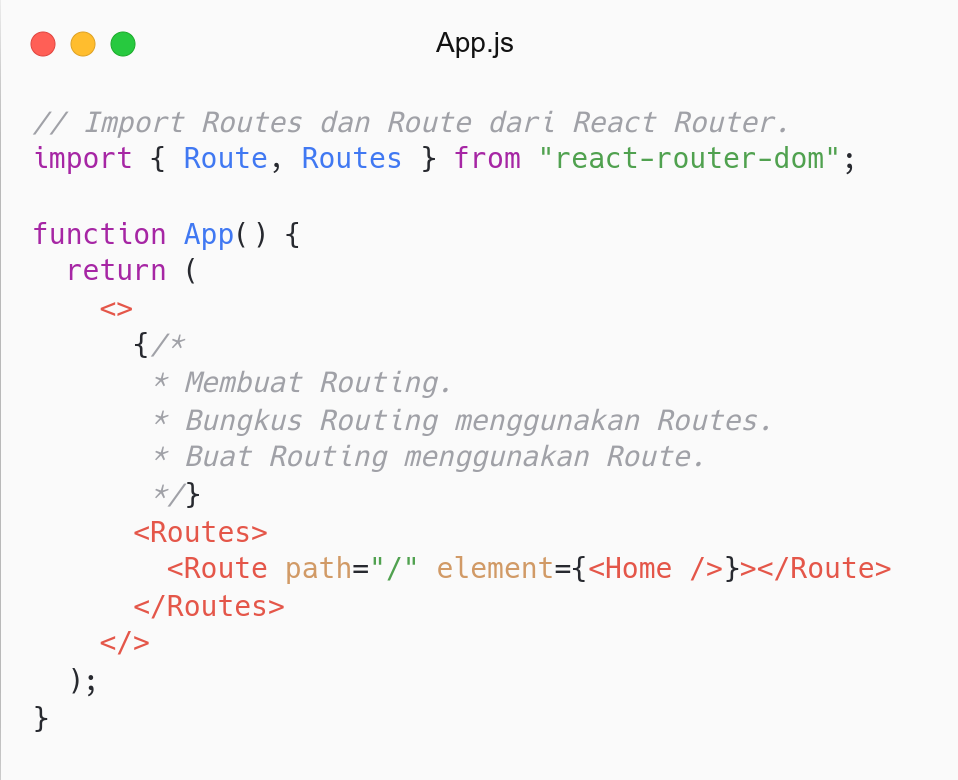 App.js
// Import Routes dan Route dari React Router.
import { Route, Routes } from "react-router-dom";
function App() {
  return (
    <>
      {/*
       * Membuat Routing.
       * Bungkus Routing menggunakan Routes.
       * Buat Routing menggunakan Route.
       */}
      <Routes>
        <Route path="/" element={<Home />}></Route>
      </Routes>
    </>
  );
}